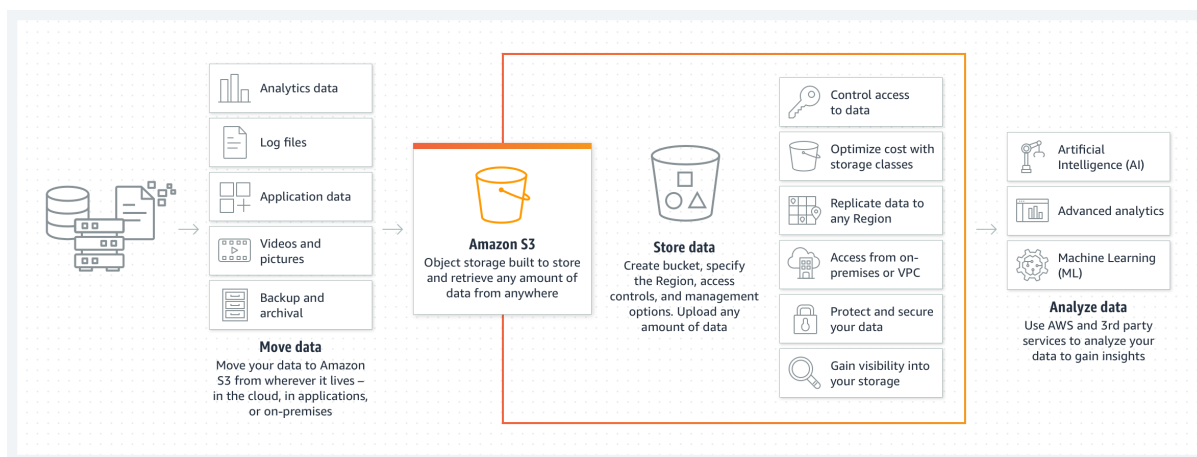 Analytics data
Log files
Application data
Videos and
pictures
Backup and
archival
Move data
Move your data to Amazon
S3 from wherever it lives –
in the cloud, in applications,
or on-premises
Amazon S3
Object storage built to store
and retrieve any amount of
data from anywhere
Store data
Create bucket, specify
the Region, access
controls, and management
options. Upload any
amount of data
Control access
to data
Optimize cost with
storage classes
Replicate data to
any Region
Access from on-
premises or VPC
Protect and secure
your data
Gain visibility into
your storage
Artificial
Intelligence (AI)
Advanced analytics
Machine Learning
(ML)
Analyze data
Use AWS and 3rd party
services to analyze your
data to gain insights